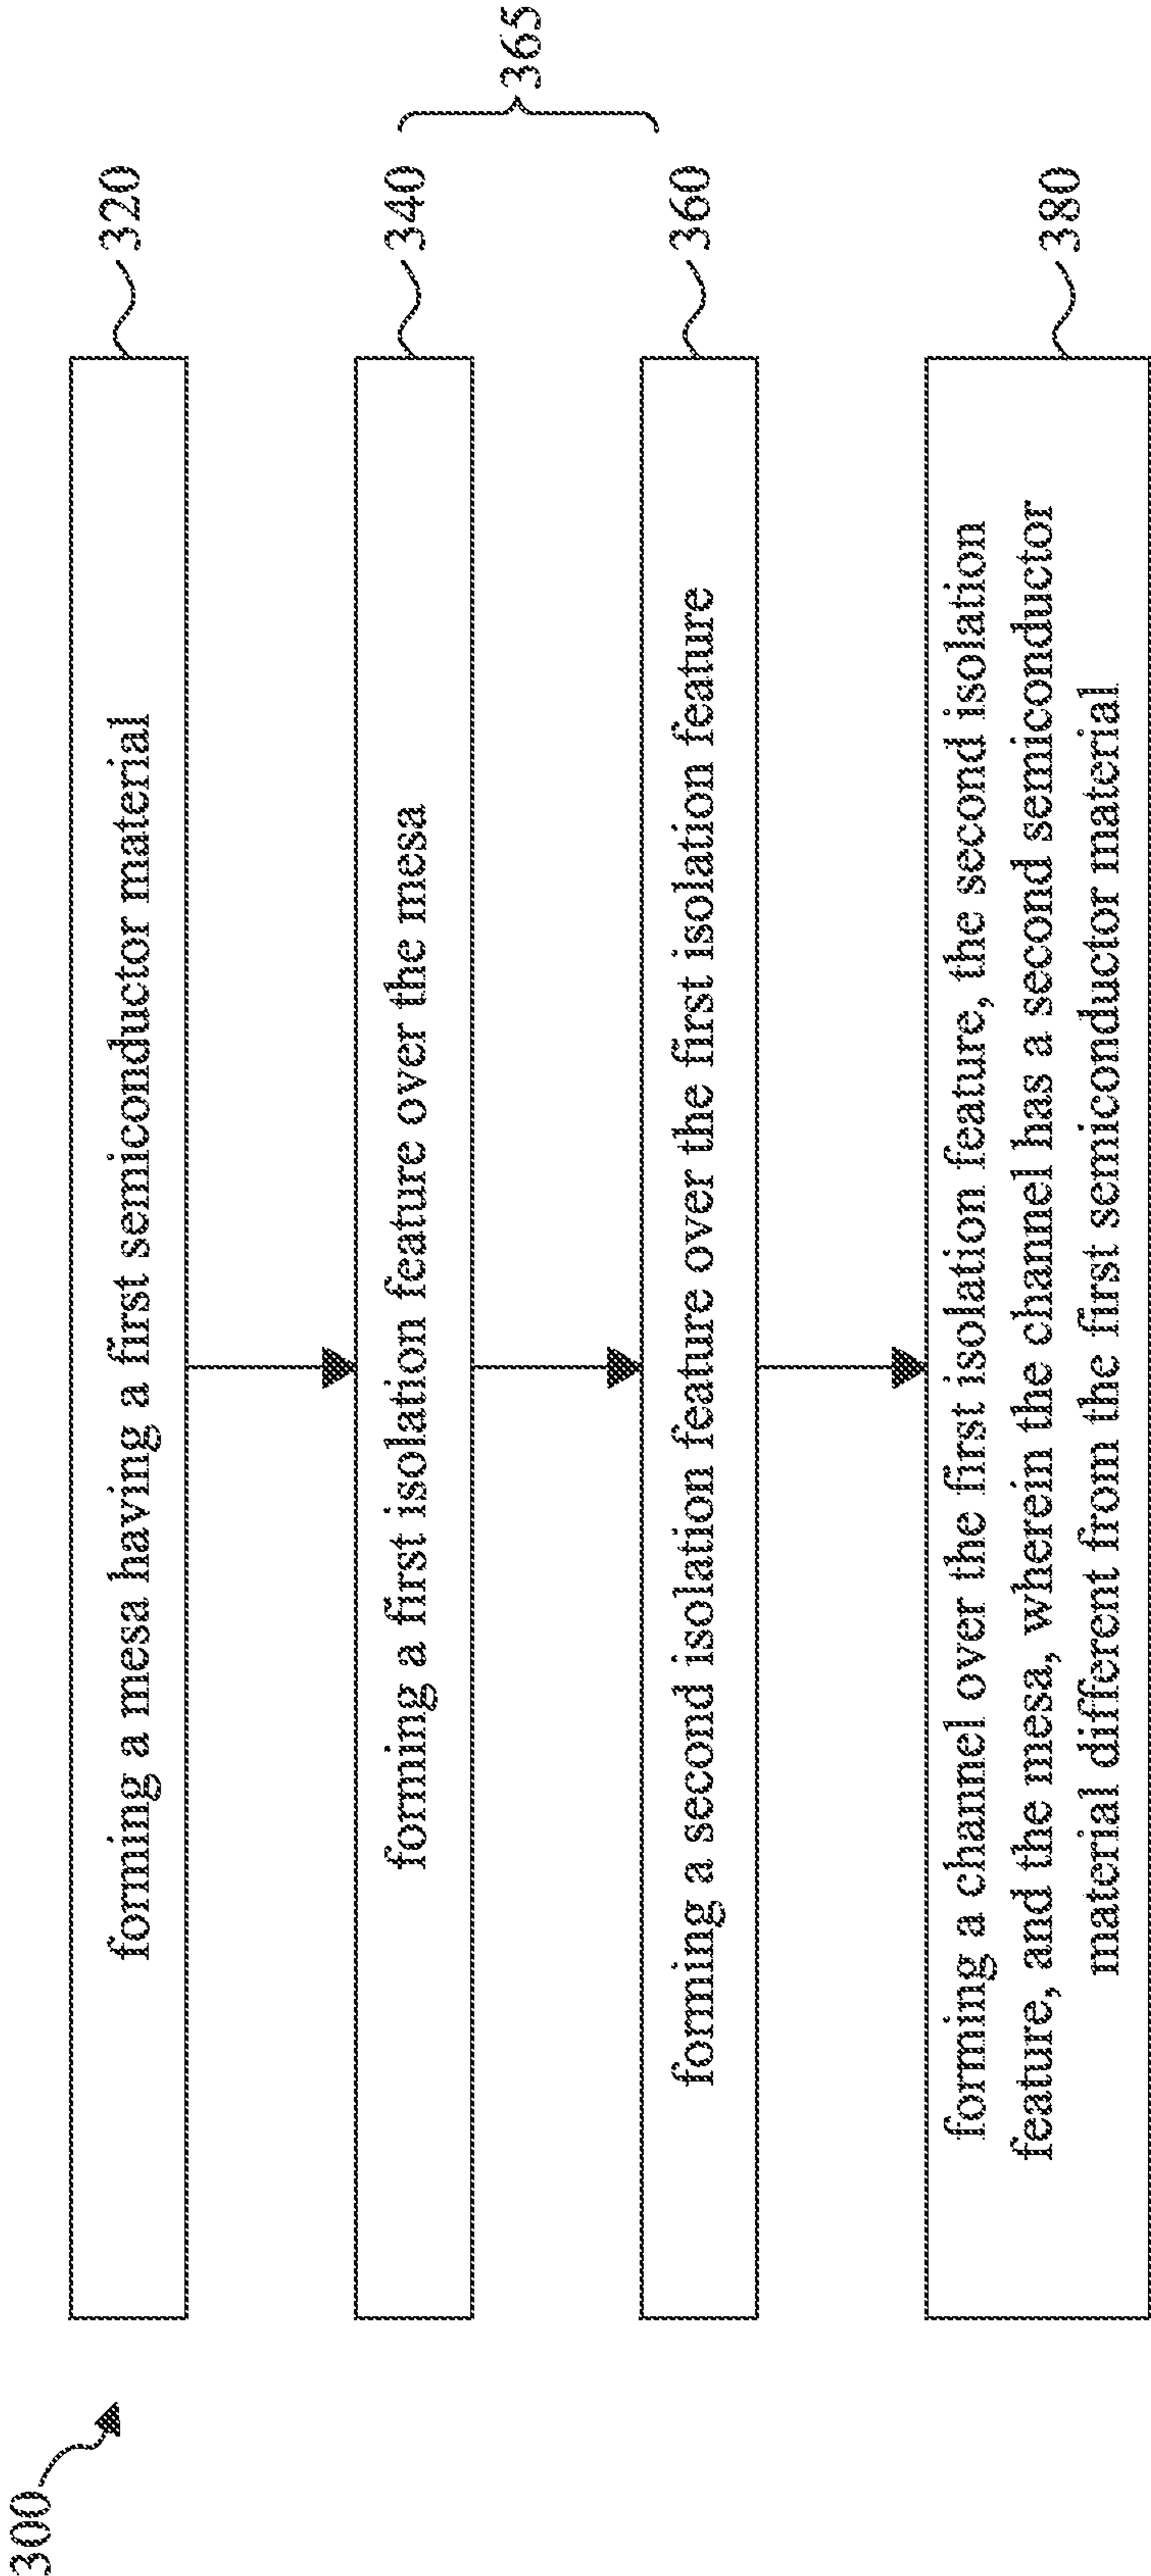 300
forming a mesa having a first semiconductor material
320
forming a first isolation feature over the mesa
340
365
forming a second isolation feature over the first isolation feature
360
forming a channel over the first isolation feature, the second isolation
feature, and the mesa, wherein the channel has a second semiconductor
material different from the first semiconductor material
380